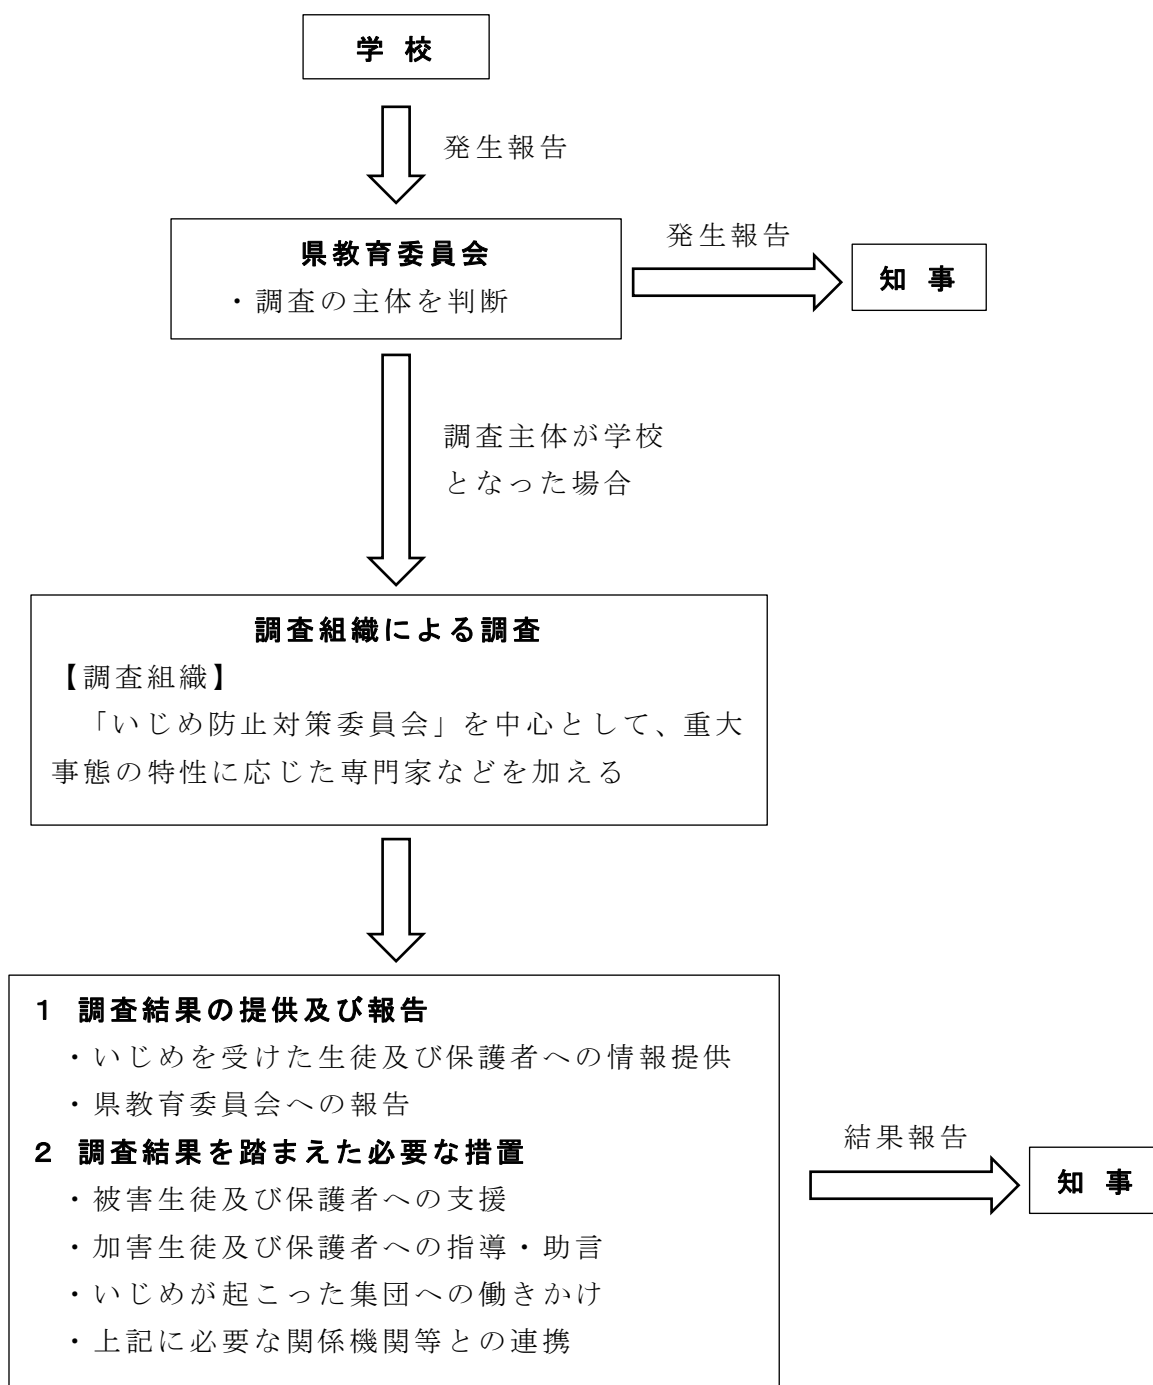 学 校
発生報告
県教育委員会
・調査の主体を判断
発生報告
知 事
調査主体が学校
となった場合
調査組織による調査
【調査組織】
「いじめ防止対策委員会」を中心として、重大
事態の特性に応じた専門家などを加える
1 調査結果の提供及び報告
・いじめを受けた生徒及び保護者への情報提供
・県教育委員会への報告
2 調査結果を踏まえた必要な措置
・被害生徒及び保護者への支援
・加害生徒及び保護者への指導・助言
・いじめが起こった集団への働きかけ
・上記に必要な関係機関等との連携
結果報告
知 事